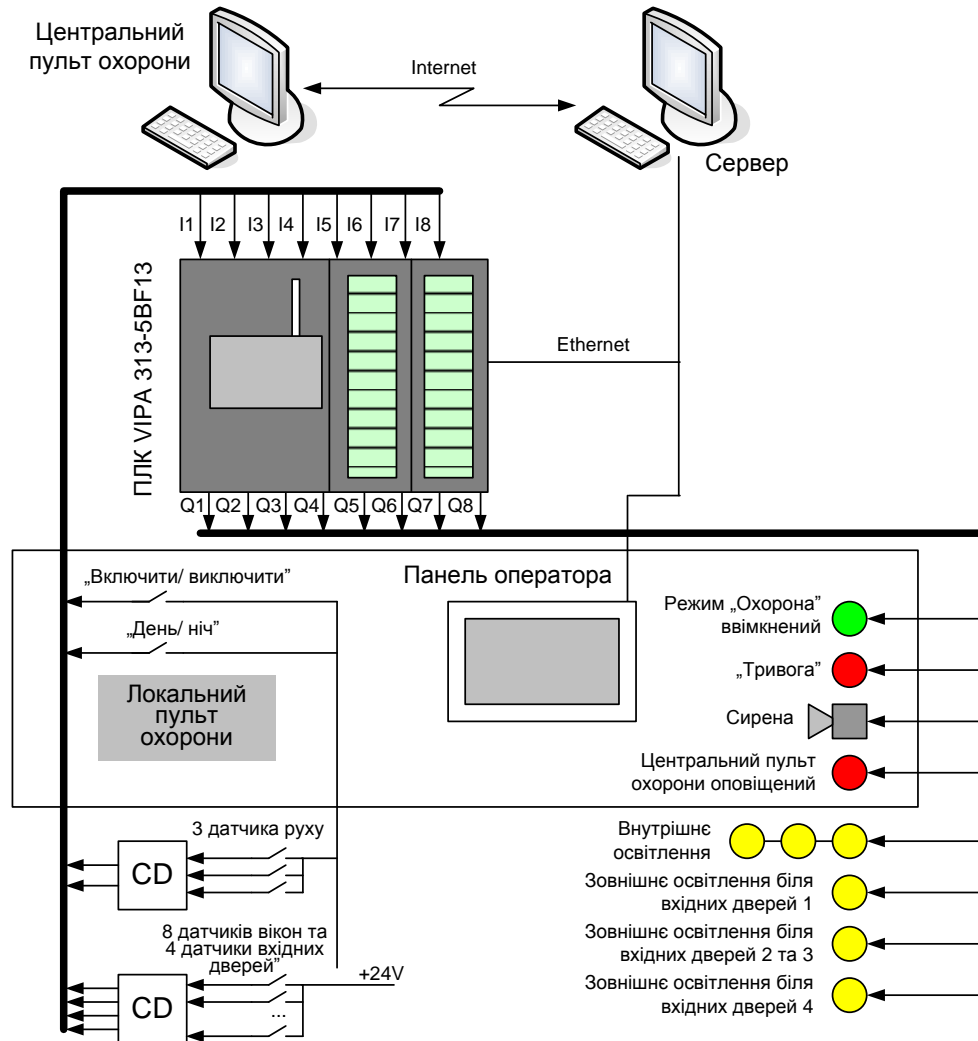 Центральний
пульт охорони
Internet
Сервер
I1 I2 I3 I4 I5 I6 I7 I8
ПЛК VIPA 313-5BF13
Ethernet
Q1 Q2 Q3 Q4 Q5 Q6 Q7 Q8
„Включити/ виключити”
„День/ ніч”
Локальний
пульт
охорони
Панель оператора
Режим „Охорона”
ввімкнений
„Тривога”
Сирена
Центральний пульт
охорони оповіщений
3 датчика руху
CD
8 датчиків вікон та
4 датчики вхідних
дверей”
+24V
CD
...
Внутрішнє
освітлення
Зовнішнє освітлення біля
вхідних дверей 1
Зовнішнє освітлення біля
вхідних дверей 2 та 3
Зовнішнє освітлення біля
вхідних дверей 4